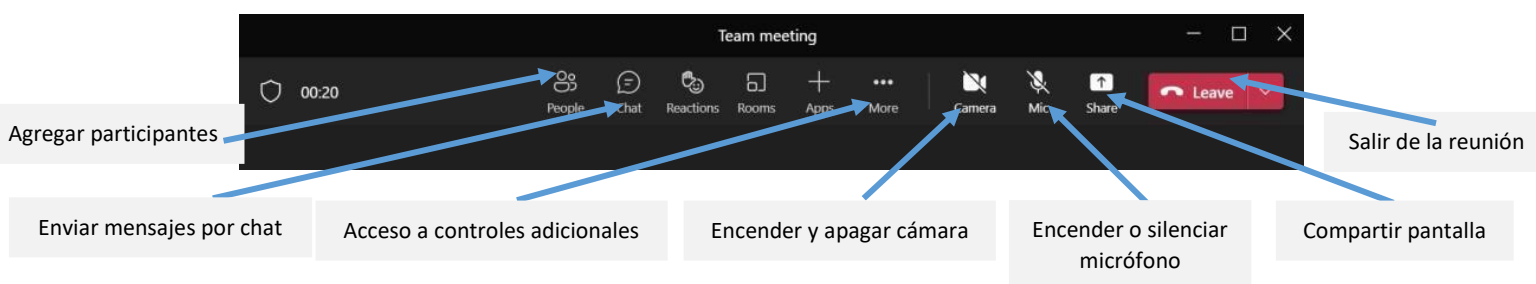 Team meeting
00:20
People
Chat
Reactions
Rooms
Apps
More
Camera
Mic
Share
Leave
Agregar participantes
Salir de la reunión
Enviar mensajes por chat
Acceso a controles adicionales
Encender y apagar cámara
Encender o silenciar
micrófono
Compartir pantalla